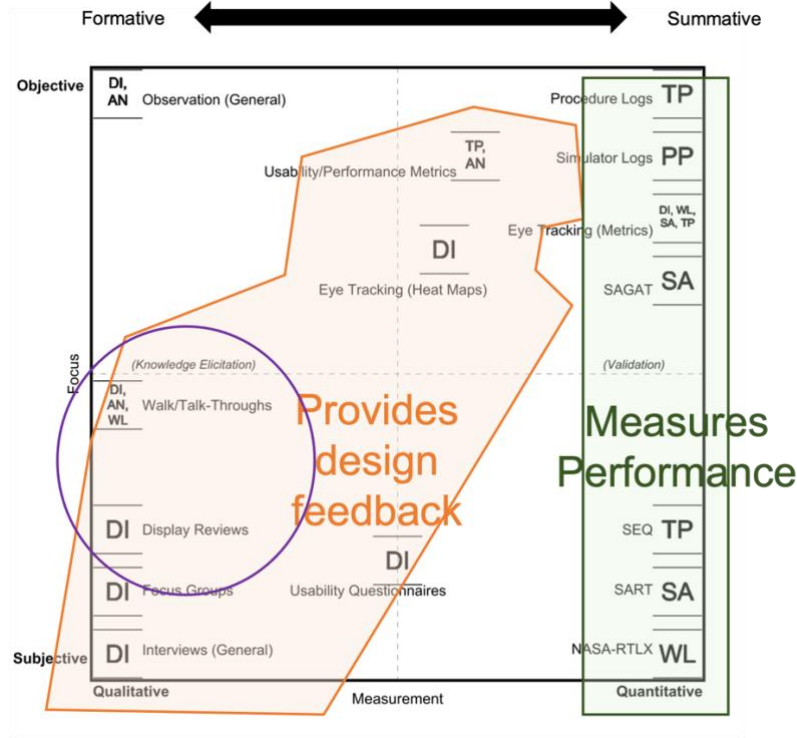 Formative
Summative
Objective
DI,
AN
Observation (General)
Procedure Logs
TP
Usability/Performance Metrics
TP,
AN
Simulator Logs
PP
Eye Tracking (Metrics)
DI, WL,
SA, TP
DI
Eye Tracking (Heat Maps)
SAGAT
SA
(Knowledge Elicitation)
(Validation)
Focus
DI,
AN,
WL
Walk/Talk-Throughs
Provides
design
feedback
Measures
Performance
DI
Display Reviews
SEQ
TP
DI
Usability Questionnaires
DI
Focus Groups
SART
SA
Subjective
DI
Interviews (General)
NASA-RTLX
WL
Qualitative
Measurement
Quantitative